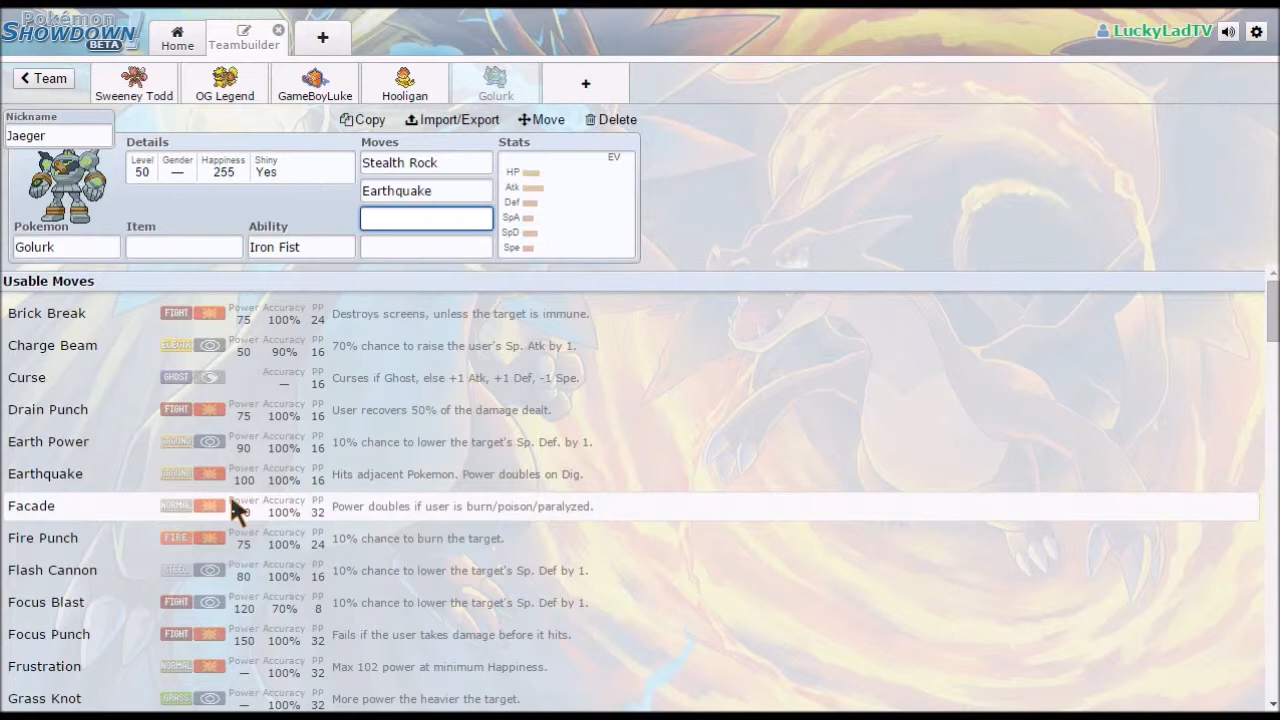 Pokémon
SHOWDOWN
BETA
Home
Teambuilder
+
LuckyLadTV
Team
Sweeney Todd
OG Legend
GameBoyLuke
Hooligan
Golurk
+
Nickname
Jaeger
Copy
Import/Export
Move
Delete
Details
Moves
Stats
Level Gender Happiness Shiny
50 — 255 Yes
Stealth Rock
EV
HP
Earthquake
Atk
Def
SpA
Pokemon Item Ability
SpD
Golurk Iron Fist
Spe
Usable Moves
Brick Break FIGHT Power 75 Accuracy 100% PP 24 Destroys screens, unless the target is immune.
Charge Beam ELECTR Power 50 Accuracy 90% PP 16 70% chance to raise the user's Sp. Atk by 1.
Curse GHOST Accuracy — PP 16 Curses if Ghost, else +1 Atk, +1 Def, -1 Spe.
Drain Punch FIGHT Power 75 Accuracy 100% PP 16 User recovers 50% of the damage dealt.
Earth Power GROUND Power 90 Accuracy 100% PP 16 10% chance to lower the target's Sp. Def. by 1.
Earthquake GROUND Power 100 Accuracy 100% PP 16 Hits adjacent Pokemon. Power doubles on Dig.
Facade NORMAL Accuracy 100% PP 32 Power doubles if user is burn/poison/paralyzed.
Fire Punch FIRE Power 75 Accuracy 100% PP 24 10% chance to burn the target.
Flash Cannon STEEL Power 80 Accuracy 100% PP 16 10% chance to lower the target's Sp. Def by 1.
Focus Blast FIGHT Power 120 Accuracy 70% PP 8 10% chance to lower the target's Sp. Def by 1.
Focus Punch FIGHT Power 150 Accuracy 100% PP 32 Fails if the user takes damage before it hits.
Frustration NORMAL Power — Accuracy 100% PP 32 Max 102 power at minimum Happiness.
Grass Knot GRASS Power — Accuracy 100% PP 32 More power the heavier the target.